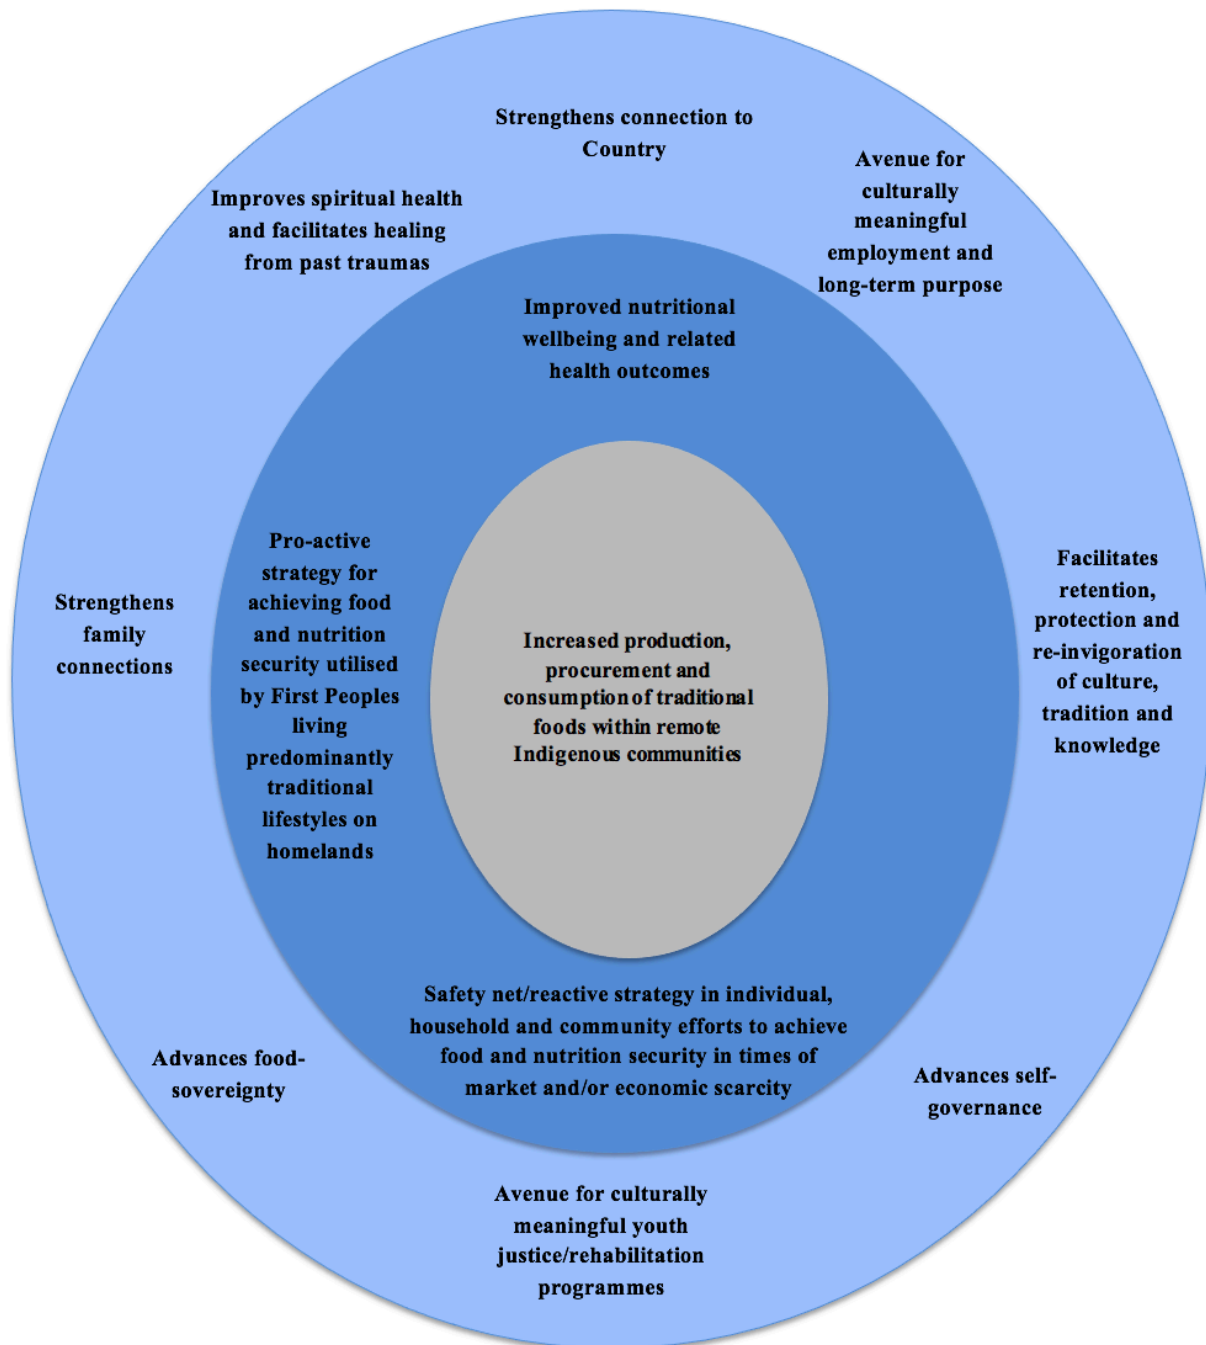 Strengthens connection to
Country
Avenue for
culturally
meaningful
employment and
long-term purpose
Improves spiritual health
and facilitates healing
from past traumas
Improved nutritional
wellbeing and related
health outcomes
Pro-active
strategy for
achieving food
and nutrition
security utilised
by First Peoples
living
predominantly
traditional
lifestyles on
homelands
Strengthens
family
connections
Increased production,
procurement and
consumption of traditional
foods within remote
Indigenous communities
Facilitates
retention,
protection and
re-invigoration
of culture,
tradition and
knowledge
Safety net/reactive strategy in individual,
household and community efforts to achieve
food and nutrition security in times of
market and/or economic scarcity
Advances food-
sovereignty
Advances self-
governance
Avenue for culturally
meaningful youth
justice/rehabilitation
programmes